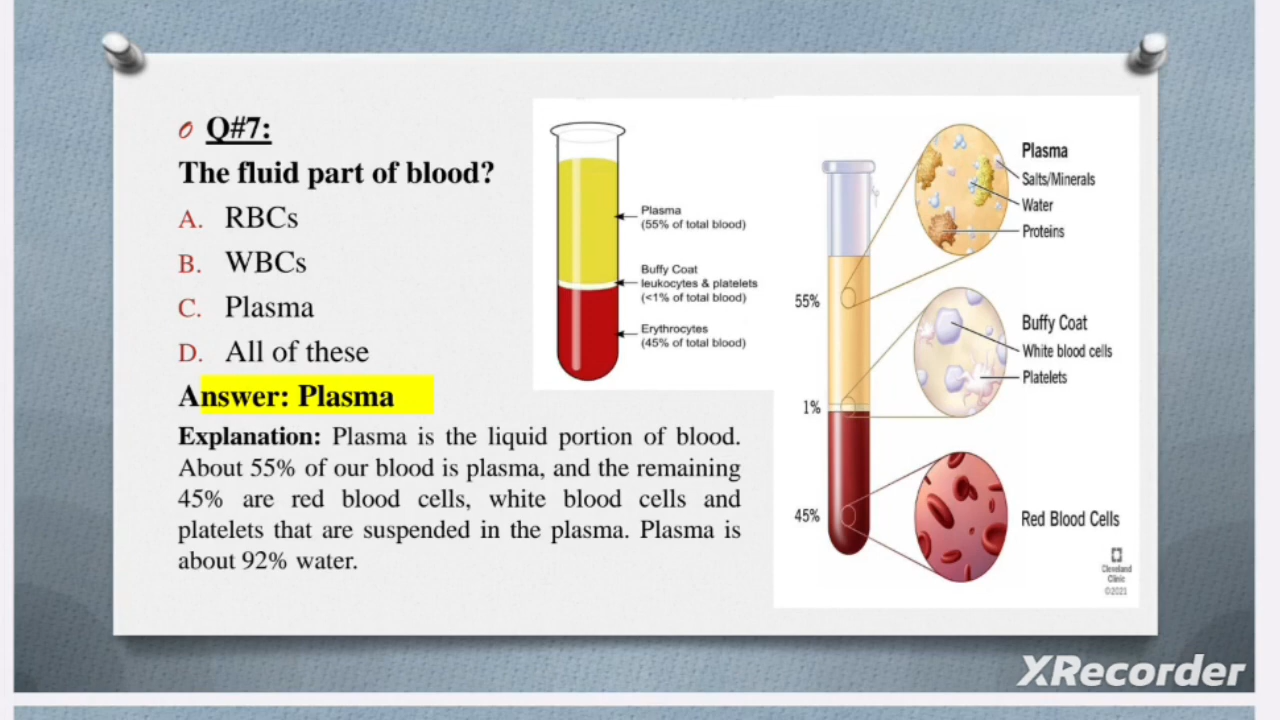 Q#7:
The fluid part of blood?
A. RBCs
B. WBCs
C. Plasma
D. All of these
Answer: Plasma
Explanation: Plasma is the liquid portion of blood.
About 55% of our blood is plasma, and the remaining
45% are red blood cells, white blood cells and
platelets that are suspended in the plasma. Plasma is
about 92% water.
Plasma
(55% of total blood)
Buffy Coat
leukocytes & platelets
(<1% of total blood)
Erythrocytes
(45% of total blood)
Plasma
Salts/Minerals
Water
Proteins
55%
Buffy Coat
White blood cells
Platelets
1%
45%
Red Blood Cells
Cleveland
Clinic
©2021
XRecorder